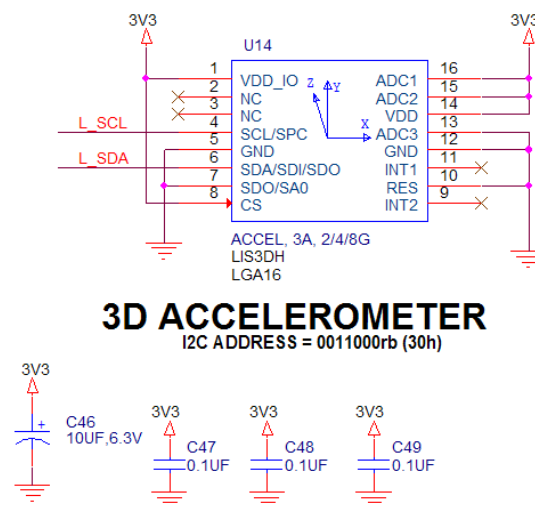 3V3
3V3
U14
1 VDD_IO ADC1 16
2 NC ADC2 15
3 NC VDD 14
L_SCL 4 SCL/SPC ADC3 13
5 GND GND 12
L_SDA 6 SDA/SDI/SDO INT1 11
7 SDO/SA0 RES 10
8 CS INT2 9
Z Y X
ACCEL, 3A, 2/4/8G
LIS3DH
LGA16
3D ACCELEROMETER
I2C ADDRESS = 0011000rb (30h)
3V3
C46
10UF,6.3V
+
3V3
C47
0.1UF
3V3
C48
0.1UF
3V3
C49
0.1UF